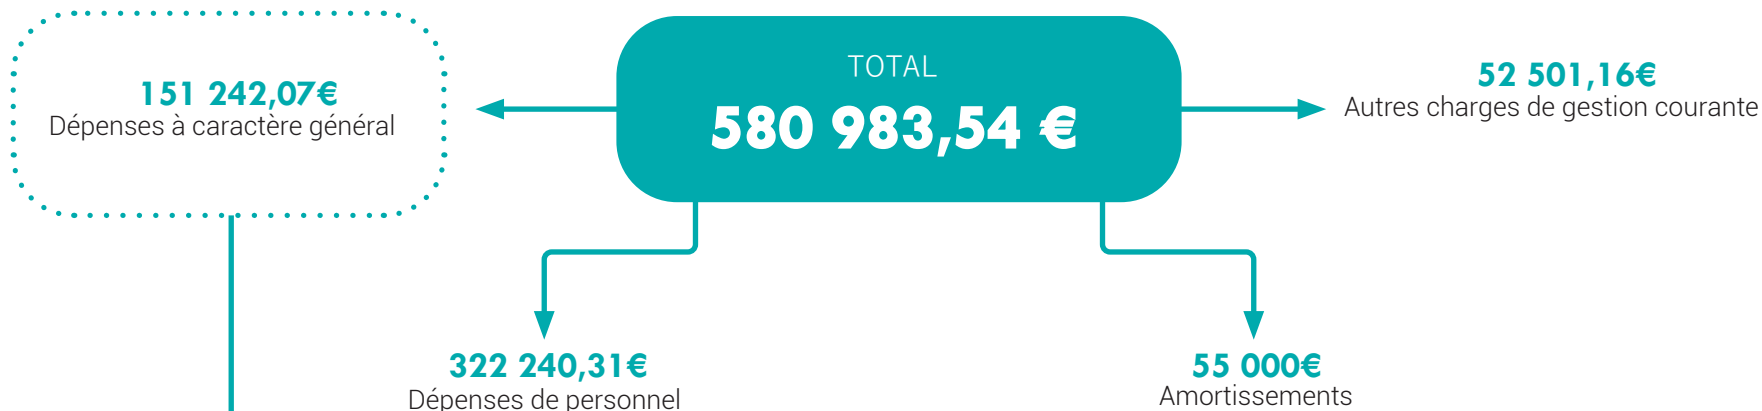 TOTAL
580 983,54 €
151 242,07€
Dépenses à caractère général
52 501,16€
Autres charges de gestion courante
322 240,31€
Dépenses de personnel
55 000€
Amortissements